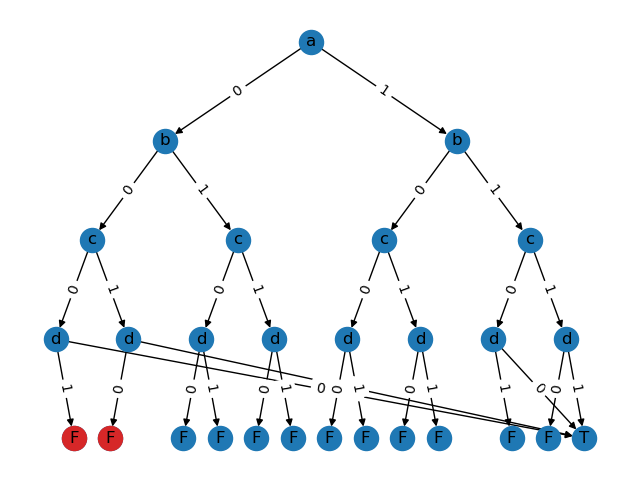 a
0 1
b b
0 1 0 1
c c c c
0 1 0 1 0 1 0 1
d d d d d d d d
1 0 0 1 0 1 0 0 1 0 1 1 0 0 1
F F F F F F F F F F F F T